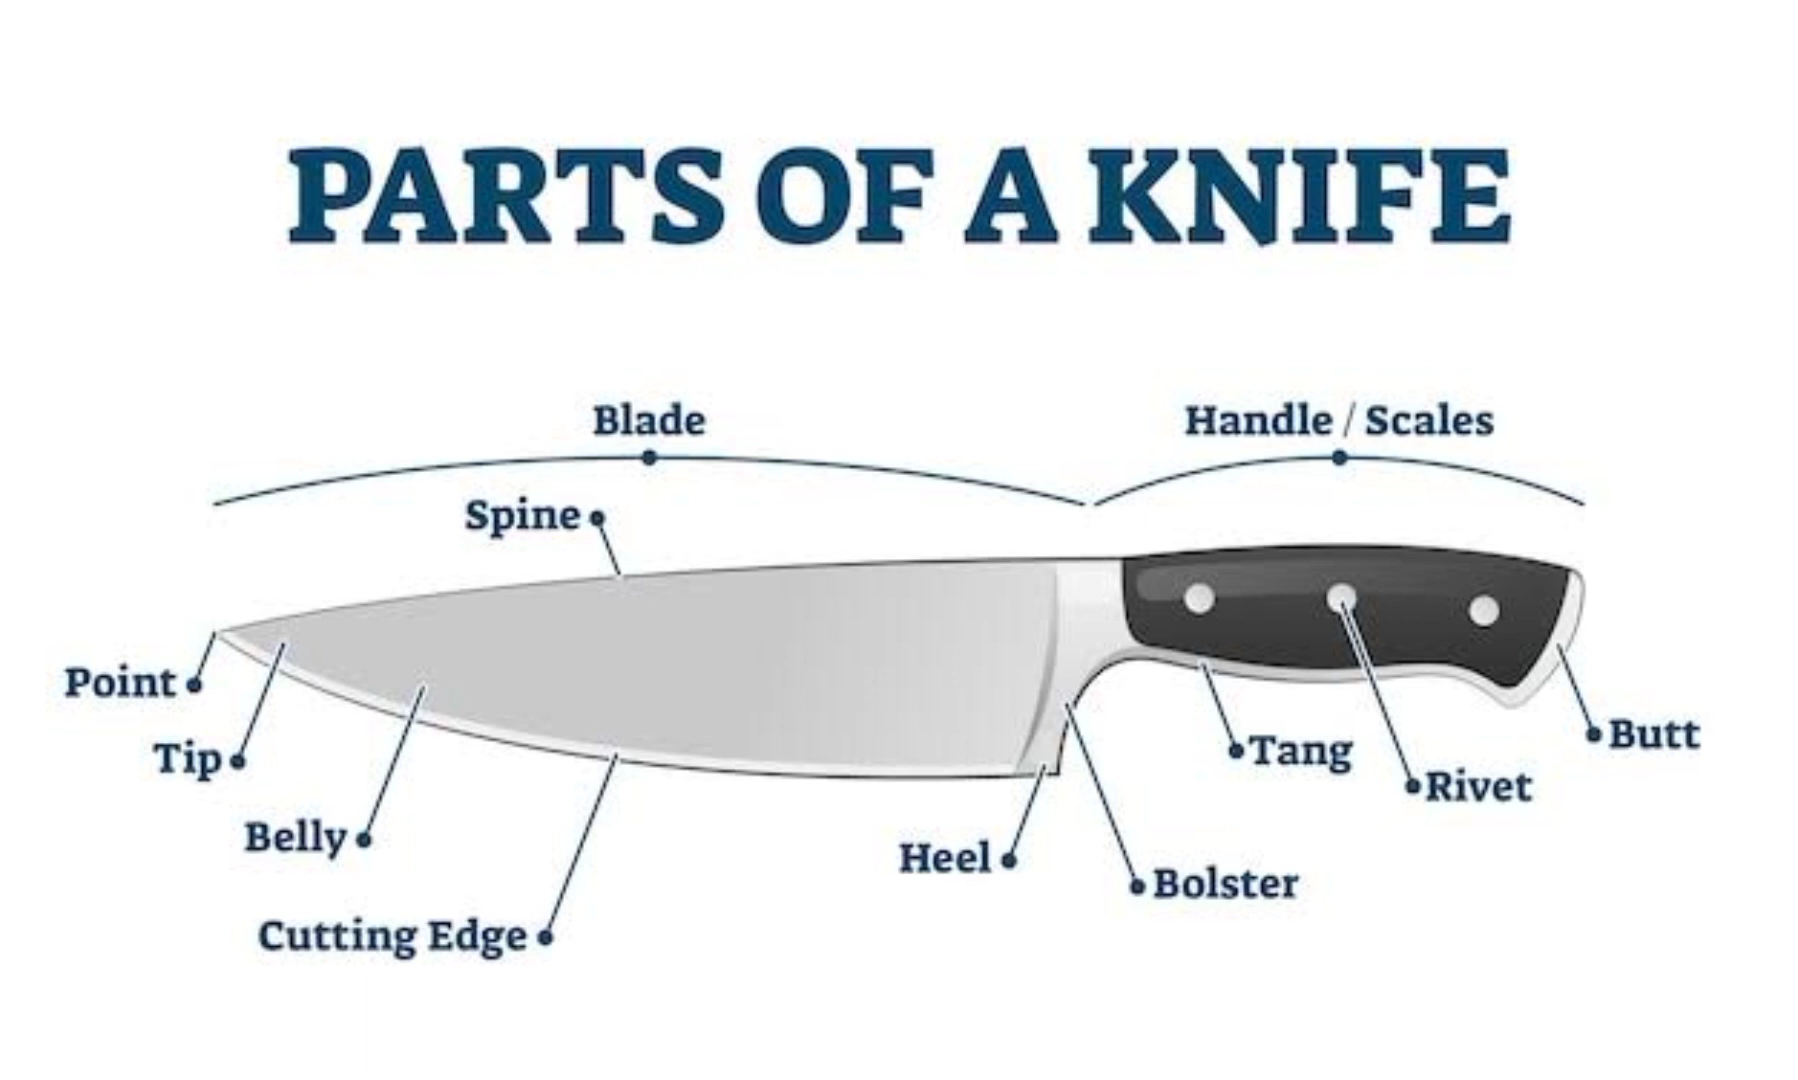 PARTS OF A KNIFE
Blade
Handle / Scales
Spine
Point
Tip
Belly
Cutting Edge
Heel
Bolster
Tang
Rivet
Butt